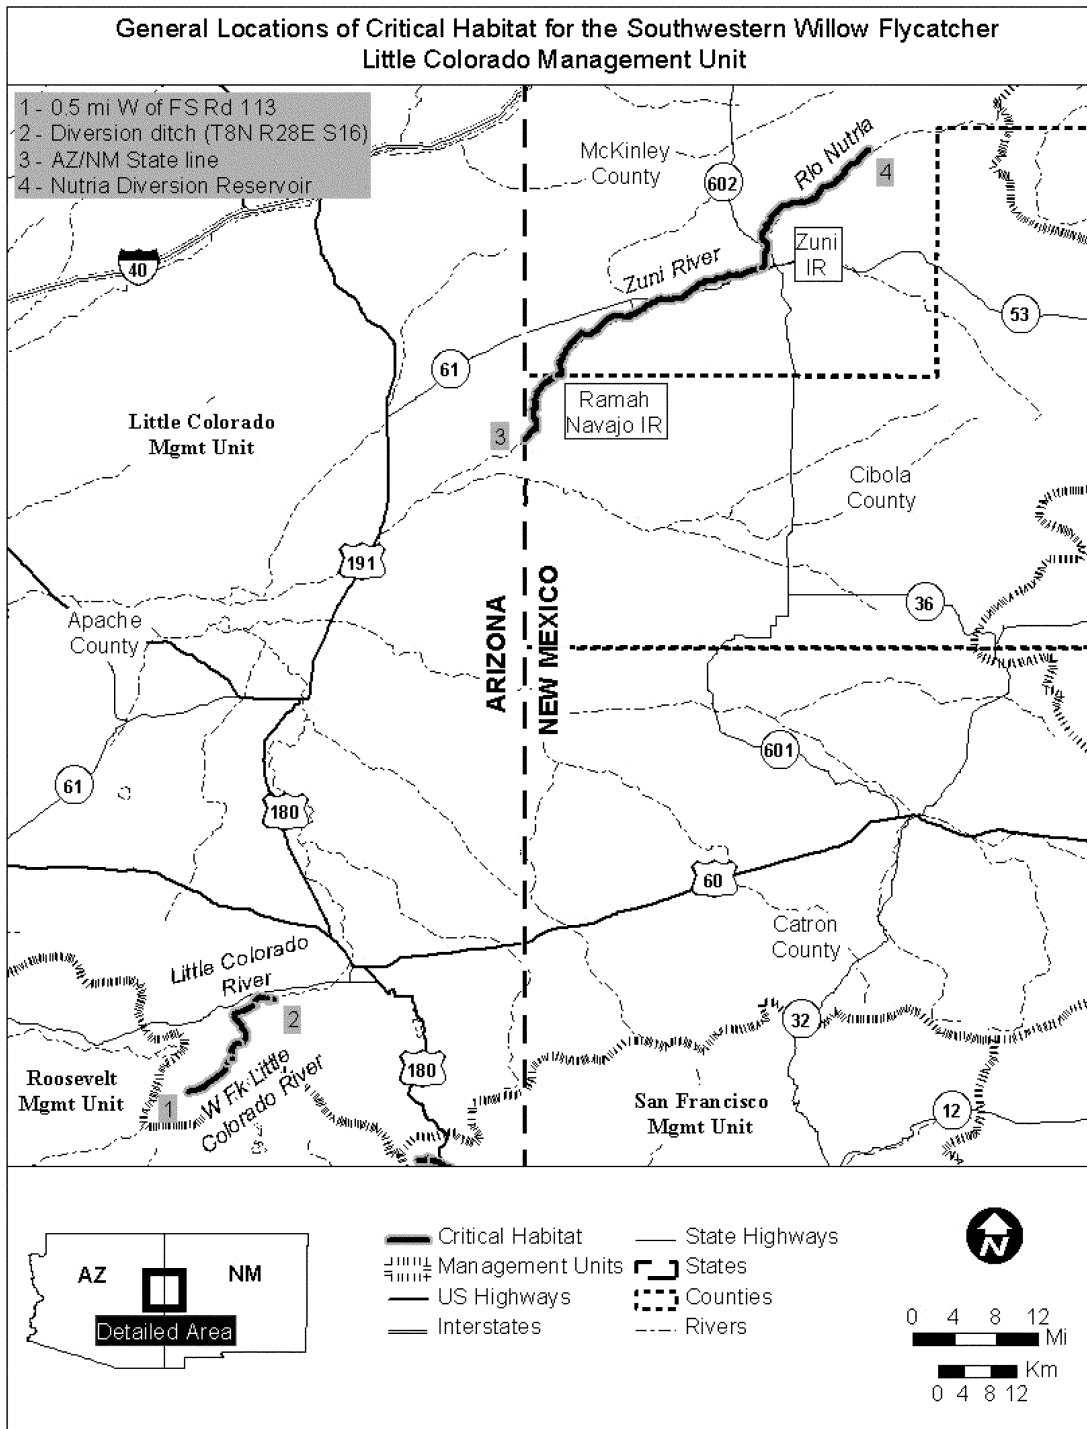 General Locations of Critical Habitat for the Southwestern Willow Flycatcher
Little Colorado Management Unit
1 - 0.5 mi W of FS Rd 113
2 - Diversion ditch (T8N R28E S16)
3 - AZ/NM State line
4 - Nutria Diversion Reservoir
McKinley
County
602
Rio Nutria
4
40
Zuni River
Zuni
IR
53
61
Ramah
Navajo IR
3
Little Colorado
Mgmt Unit
Cibola
County
191
ARIZONA
NEW MEXICO
36
Apache
County
601
61
180
60
Catron
County
Little Colorado
River
2
32
Roosevelt
Mgmt Unit
1
W Fk Little
Colorado River
180
San Francisco
Mgmt Unit
12
AZ
NM
Detailed Area
Critical Habitat
Management Units
US Highways
Interstates
State Highways
States
Counties
Rivers
N
0 4 8 12
Mi
Km
0 4 8 12